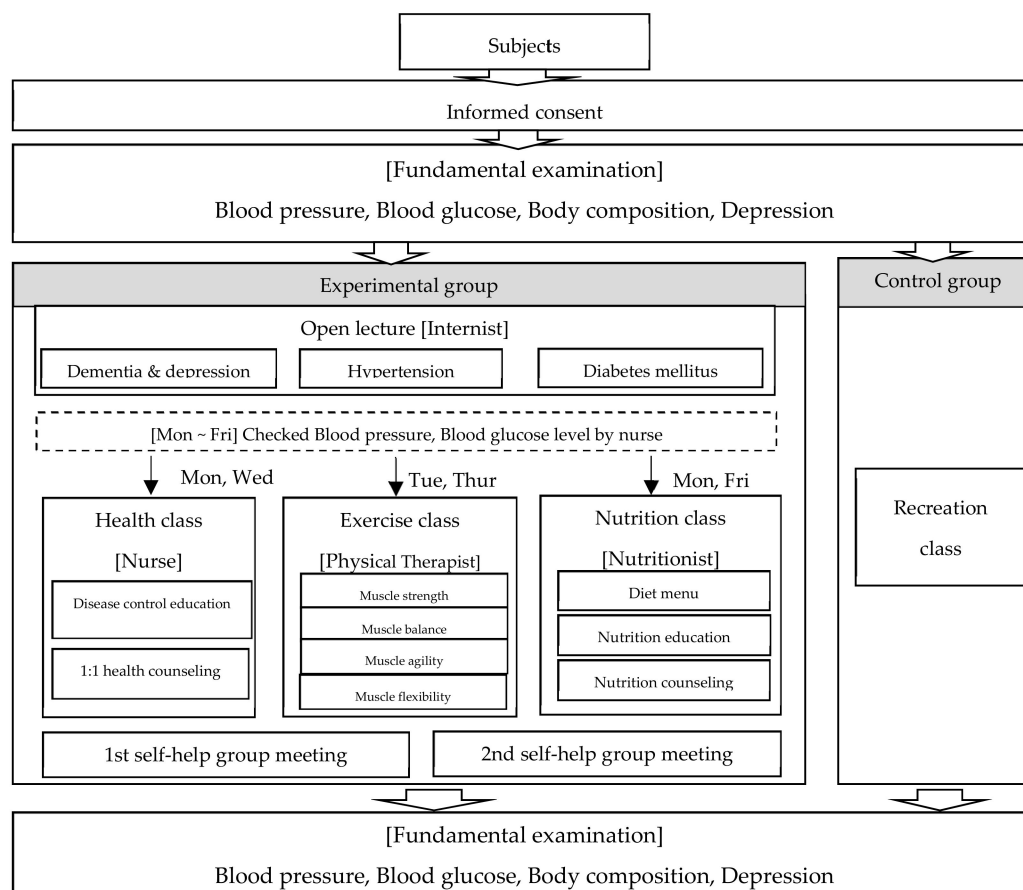 Subjects
Informed consent
[Fundamental examination]
Blood pressure, Blood glucose, Body composition, Depression
Experimental group
Control group
Open lecture [Internist]
Dementia & depression
Hypertension
Diabetes mellitus
[Mon ~ Fri] Checked Blood pressure, Blood glucose level by nurse
Mon, Wed
Tue, Thur
Mon, Fri
Health class
[Nurse]
Disease control education
1:1 health counseling
Exercise class
[Physical Therapist]
Muscle strength
Muscle balance
Muscle agility
Muscle flexibility
Nutrition class
[Nutritionist]
Diet menu
Nutrition education
Nutrition counseling
Recreation
class
1st self-help group meeting
2nd self-help group meeting
[Fundamental examination]
Blood pressure, Blood glucose, Body composition, Depression